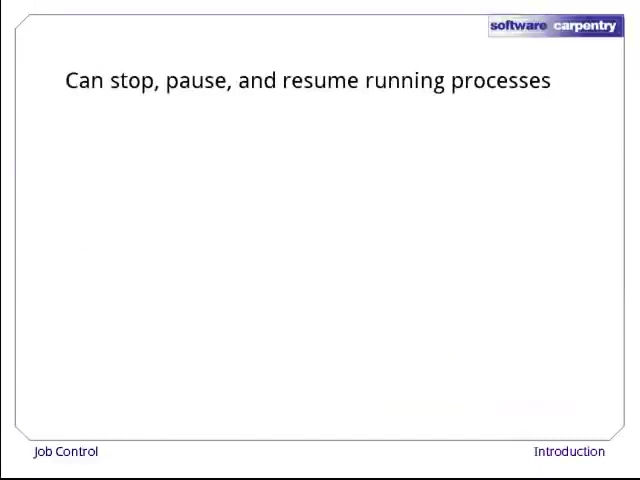 software carpentry
Can stop, pause, and resume running processes
Job Control
Introduction